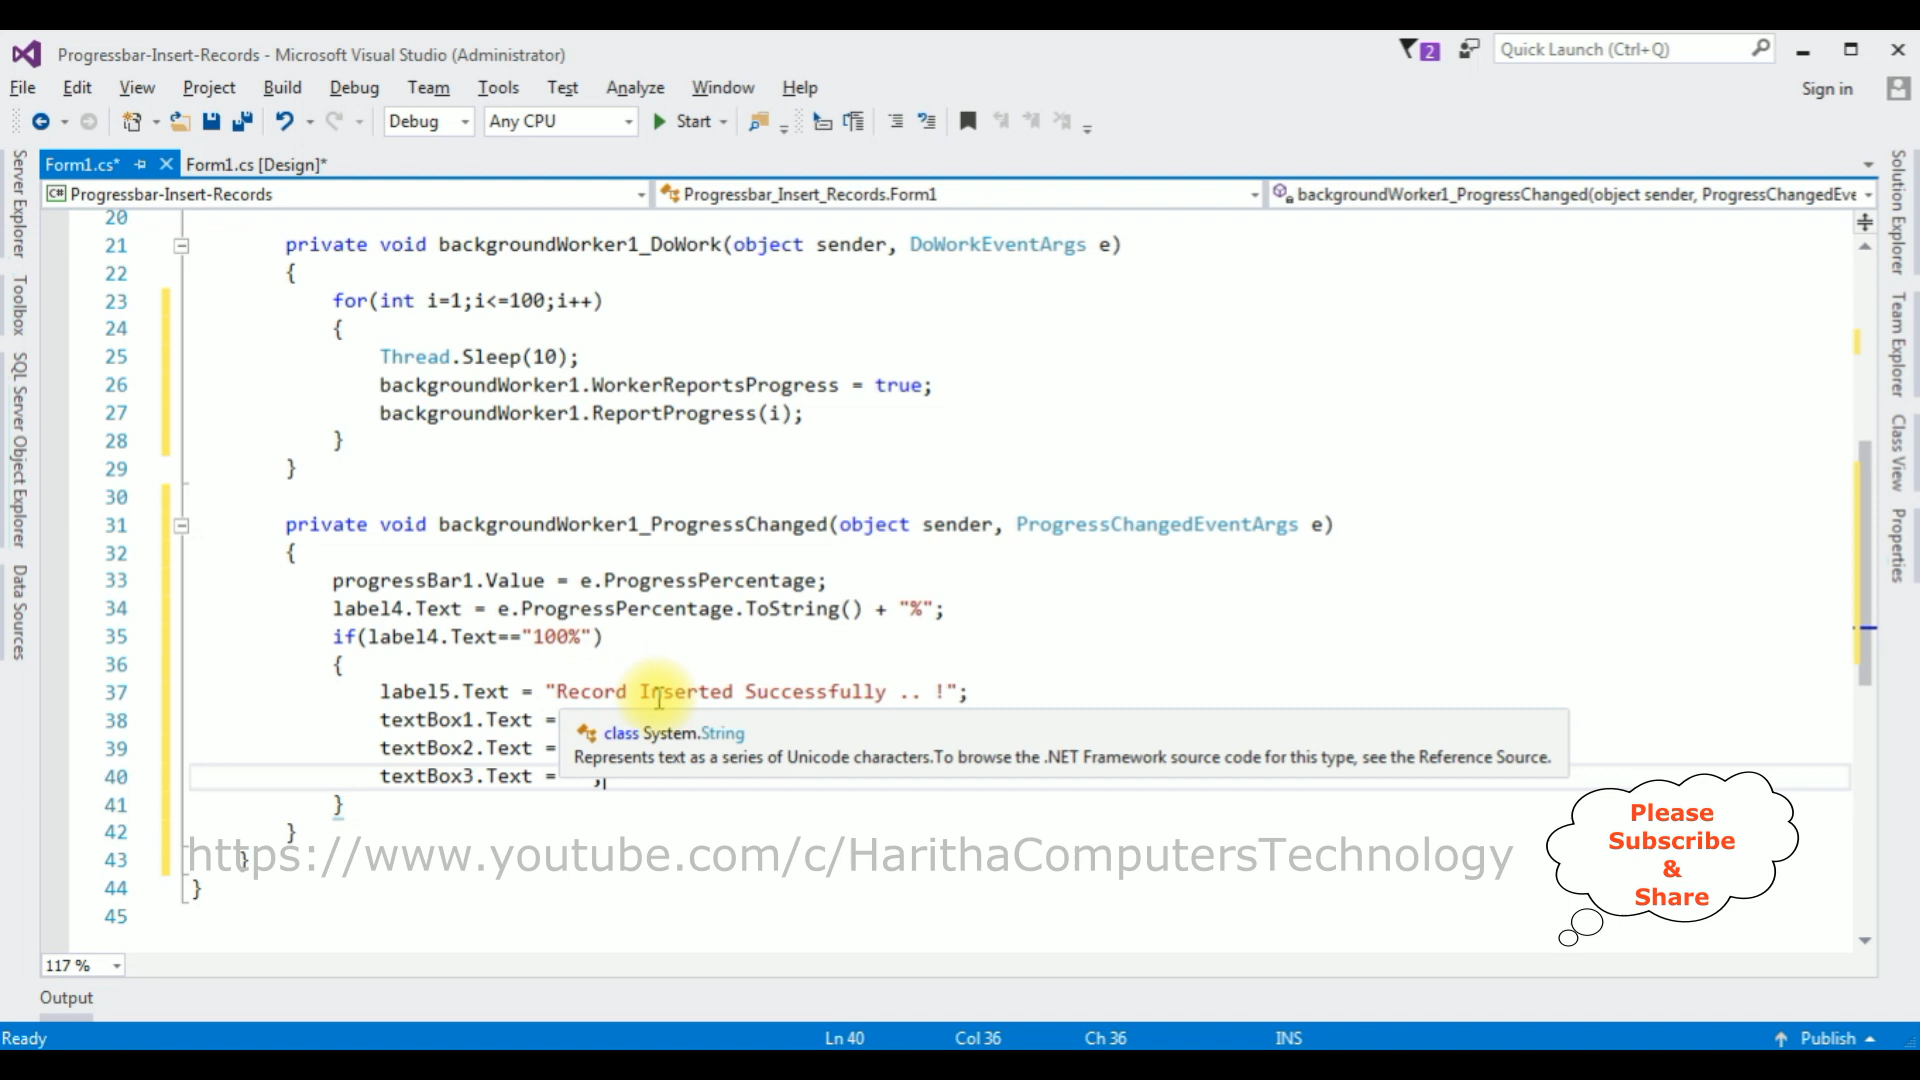 Progressbar-Insert-Records - Microsoft Visual Studio (Administrator)
2
Quick Launch (Ctrl+Q)
File Edit View Project Build Debug Team Tools Test Analyze Window Help
Sign in
Debug
Any CPU
Start
Form1.cs*
Form1.cs [Design]*
C# Progressbar-Insert-Records
Progressbar_Insert_Records.Form1
backgroundWorker1_ProgressChanged(object sender, ProgressChangedEve
Server Explorer
Toolbox
SQL Server Object Explorer
Data Sources
Solution Explorer
Team Explorer
Class View
Properties
20
21 private void backgroundWorker1_DoWork(object sender, DoWorkEventArgs e)
22 {
23 for(int i=1;i<=100;i++)
24 {
25 Thread.Sleep(10);
26 backgroundWorker1.WorkerReportsProgress = true;
27 backgroundWorker1.ReportProgress(i);
28 }
29 }
30
31 private void backgroundWorker1_ProgressChanged(object sender, ProgressChangedEventArgs e)
32 {
33 progressBar1.Value = e.ProgressPercentage;
34 label4.Text = e.ProgressPercentage.ToString() + "%";
35 if(label4.Text=="100%")
36 {
37 label5.Text = "Record Inserted Successfully .. !";
38 textBox1.Text =
39 textBox2.Text =
40 textBox3.Text = ;
41 }
42 }
43 }
44 }
45
class System.String
Represents text as a series of Unicode characters.To browse the .NET Framework source code for this type, see the Reference Source.
https://www.youtube.com/c/HarithaComputersTechnology
Please
Subscribe
&
Share
117 %
Output
Ready
Ln 40
Col 36
Ch 36
INS
Publish